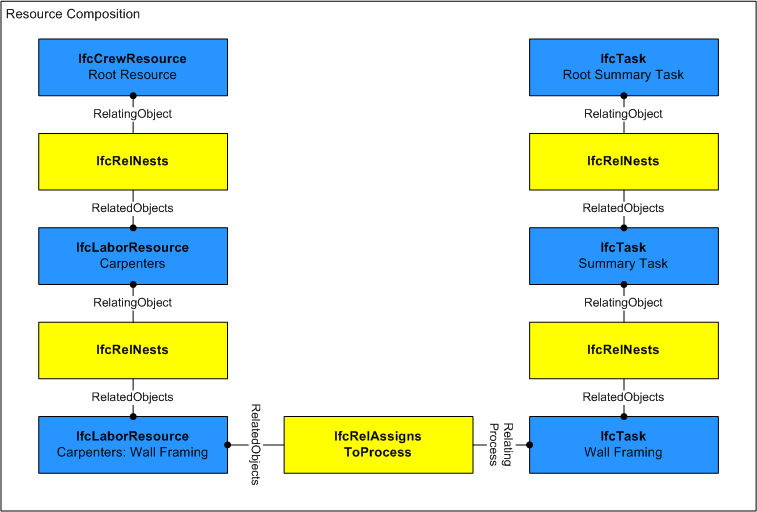 Resource Composition
IfcCrewResource
Root Resource
RelatingObject
IfcRelNests
RelatedObjects
IfcLaborResource
Carpenters
RelatingObject
IfcRelNests
RelatedObjects
IfcLaborResource
Carpenters: Wall Framing
RelatedObjects
IfcRelAssigns
ToProcess
Relating
Process
IfcTask
Root Summary Task
RelatingObject
IfcRelNests
RelatedObjects
IfcTask
Summary Task
RelatingObject
IfcRelNests
RelatedObjects
IfcTask
Wall Framing